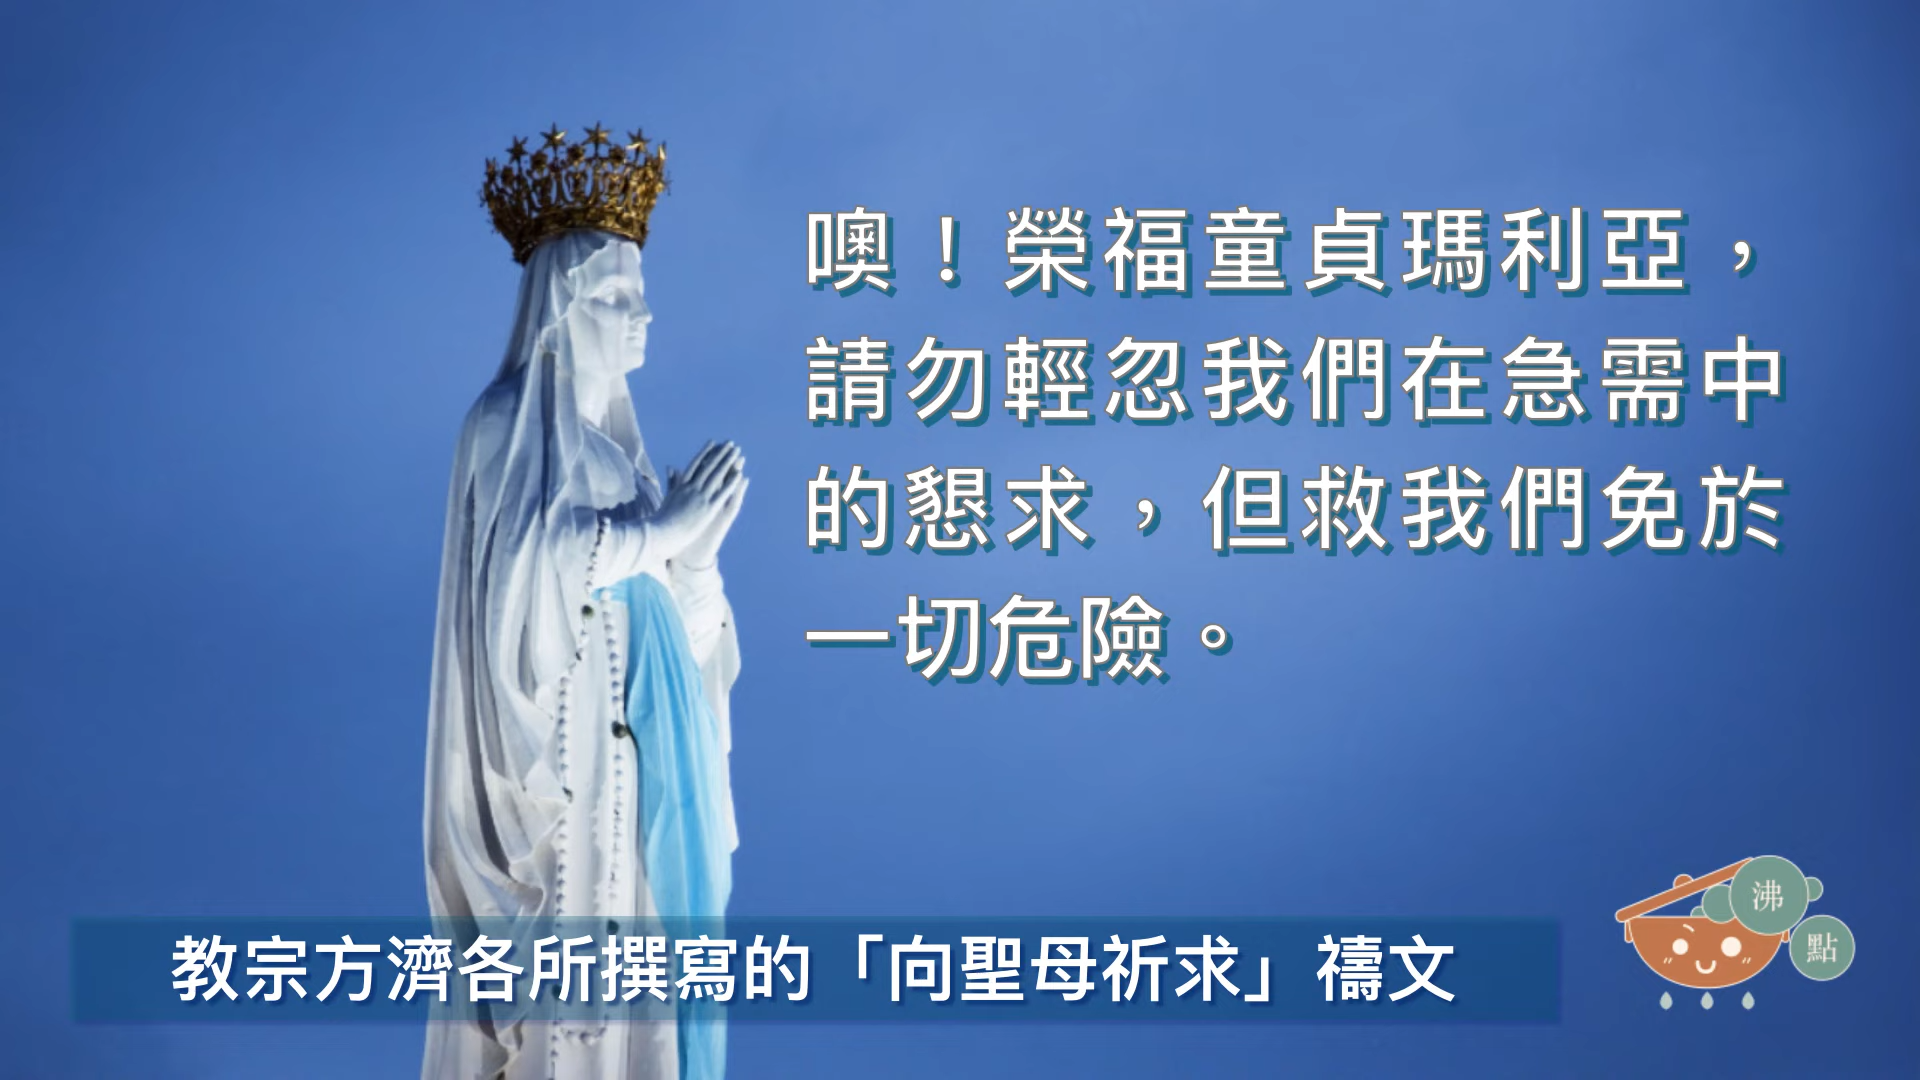 噢！榮福童貞瑪利亞，
請勿輕忽我們在急需中
的懇求，但救我們免於
一切危險。
教宗方濟各所撰寫的「向聖母祈求」禱文
沸
點